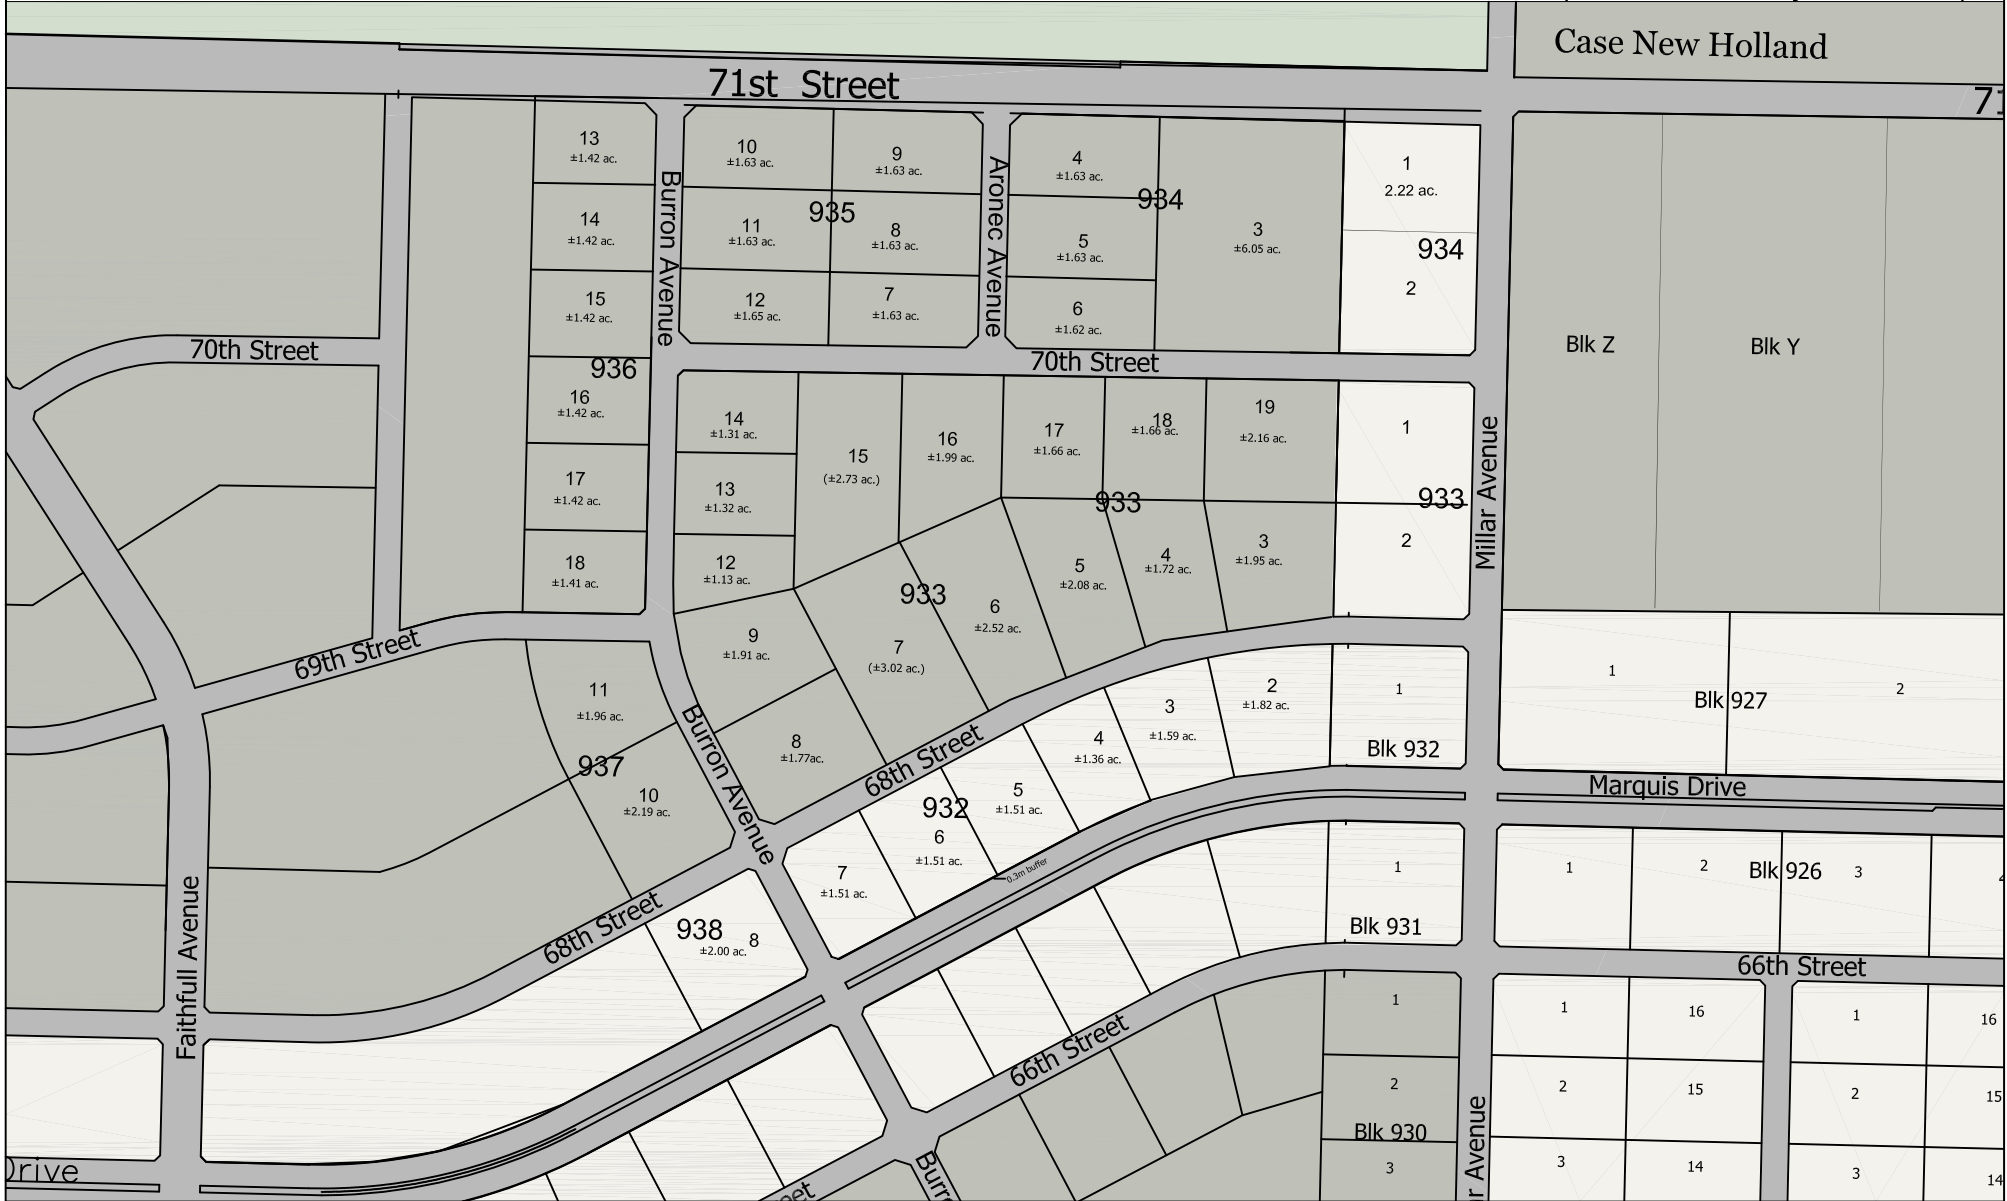 Case New Holland
71st Street
71
13
±1.42 ac.
14
±1.42 ac.
15
±1.42 ac.
936
16
±1.42 ac.
17
±1.42 ac.
18
±1.41 ac.
Burron Avenue
10
±1.63 ac.
9
±1.63 ac.
935
11
±1.63 ac.
8
±1.63 ac.
12
±1.65 ac.
7
±1.63 ac.
Aronec Avenue
4
±1.63 ac.
934
5
±1.63 ac.
6
±1.62 ac.
3
±6.05 ac.
1
2.22 ac.
934
2
Blk Z
Blk Y
70th Street
70th Street
14
±1.31 ac.
13
±1.32 ac.
12
±1.13 ac.
15
(±2.73 ac.)
16
±1.99 ac.
17
±1.66 ac.
18
±1.66 ac.
19
±2.16 ac.
933
1
933
2
Millar Avenue
3
±1.95 ac.
4
±1.72 ac.
5
±2.08 ac.
6
±2.52 ac.
933
7
(±3.02 ac.)
9
±1.91 ac.
8
±1.77ac.
69th Street
11
±1.96 ac.
937
10
±2.19 ac.
Burron Avenue
68th Street
1
Blk 927
2
1
Blk 932
2
±1.82 ac.
3
±1.59 ac.
4
±1.36 ac.
5
±1.51 ac.
932
6
±1.51 ac.
7
±1.51 ac.
0.3m buffer
Marquis Drive
1
2
Blk 926
3
4
1
Blk 931
68th Street
938
8
±2.00 ac.
Faithfull Avenue
66th Street
66th Street
1
2
Blk 930
3
1
16
2
15
3
14
1
16
2
15
3
14
r Avenue
Drive
Burr
eet